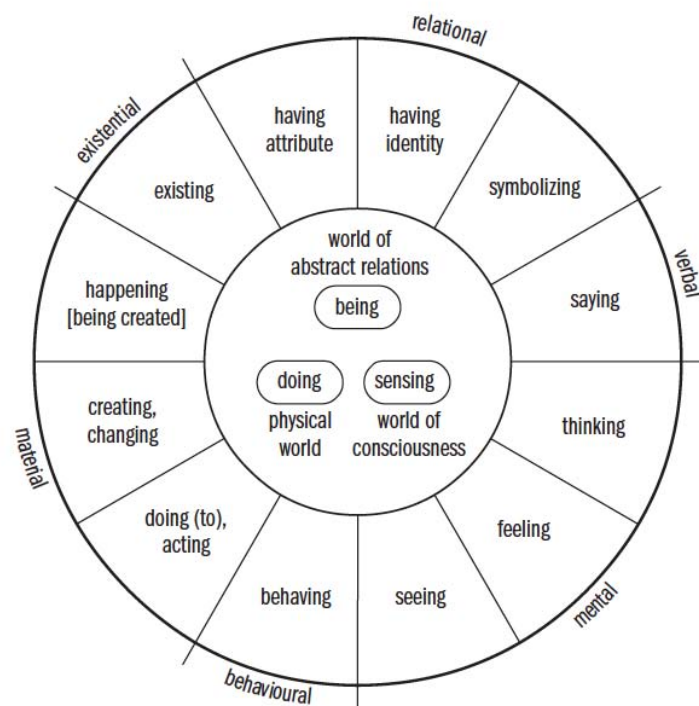 relational
existential
having
attribute
having
identity
existing
symbolizing
world of
abstract relations
verbal
happening
[being created]
being
saying
doing
sensing
creating,
changing
physical
world
world of
consciousness
thinking
material
doing (to),
acting
feeling
behaving
seeing
mental
behavioural